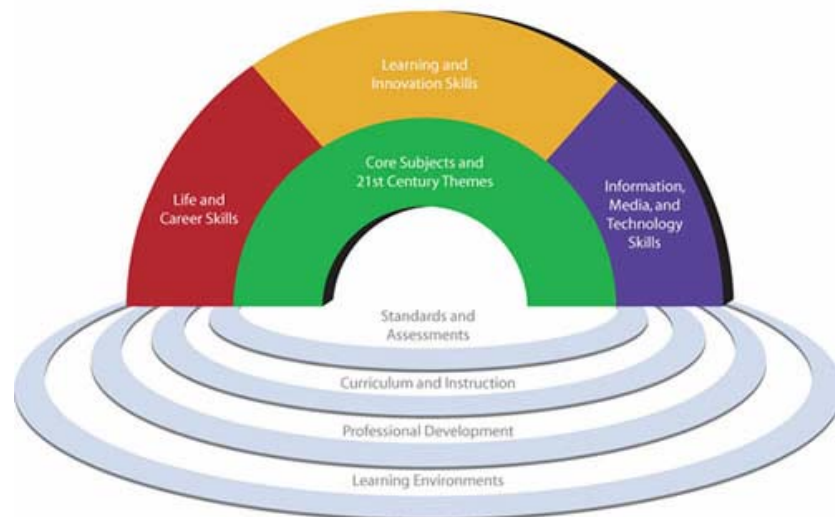 Learning and
Innovation Skills
Core Subjects and
21st Century Themes
Life and
Career Skills
Information,
Media, and
Technology
Skills
Standards and
Assessments
Curriculum and Instruction
Professional Development
Learning Environments